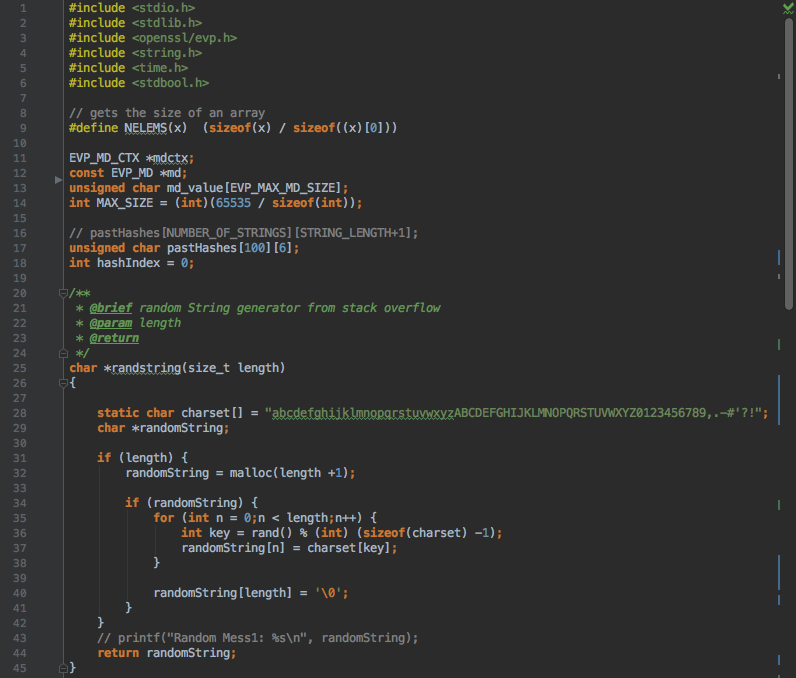 1 #include <stdio.h>
2 #include <stdlib.h>
3 #include <openssl/evp.h>
4 #include <string.h>
5 #include <time.h>
6 #include <stdbool.h>
7
8 // gets the size of an array
9 #define NELEMS(x)  (sizeof(x) / sizeof((x)[0]))
10
11 EVP_MD_CTX *mdctx;
12 const EVP_MD *md;
13 unsigned char md_value[EVP_MAX_MD_SIZE];
14 int MAX_SIZE = (int)(65535 / sizeof(int));
15
16 // pastHashes[NUMBER_OF_STRINGS][STRING_LENGTH+1];
17 unsigned char pastHashes[100][6];
18 int hashIndex = 0;
19
20 /**
21  * @brief random String generator from stack overflow
22  * @param length
23  * @return
24  */
25 char *randstring(size_t length)
26 {
27
28     static char charset[] = "abcdefghijklmnopqrstuvwxyzABCDEFGHIJKLMNOPQRSTUVWXYZ0123456789,.-#'?!";
29     char *randomString;
30
31     if (length) {
32         randomString = malloc(length +1);
33
34         if (randomString) {
35             for (int n = 0;n < length;n++) {
36                 int key = rand() % (int) (sizeof(charset) -1);
37                 randomString[n] = charset[key];
38             }
39
40             randomString[length] = '\0';
41         }
42     }
43     // printf("Random Mess1: %s\n", randomString);
44     return randomString;
45 }